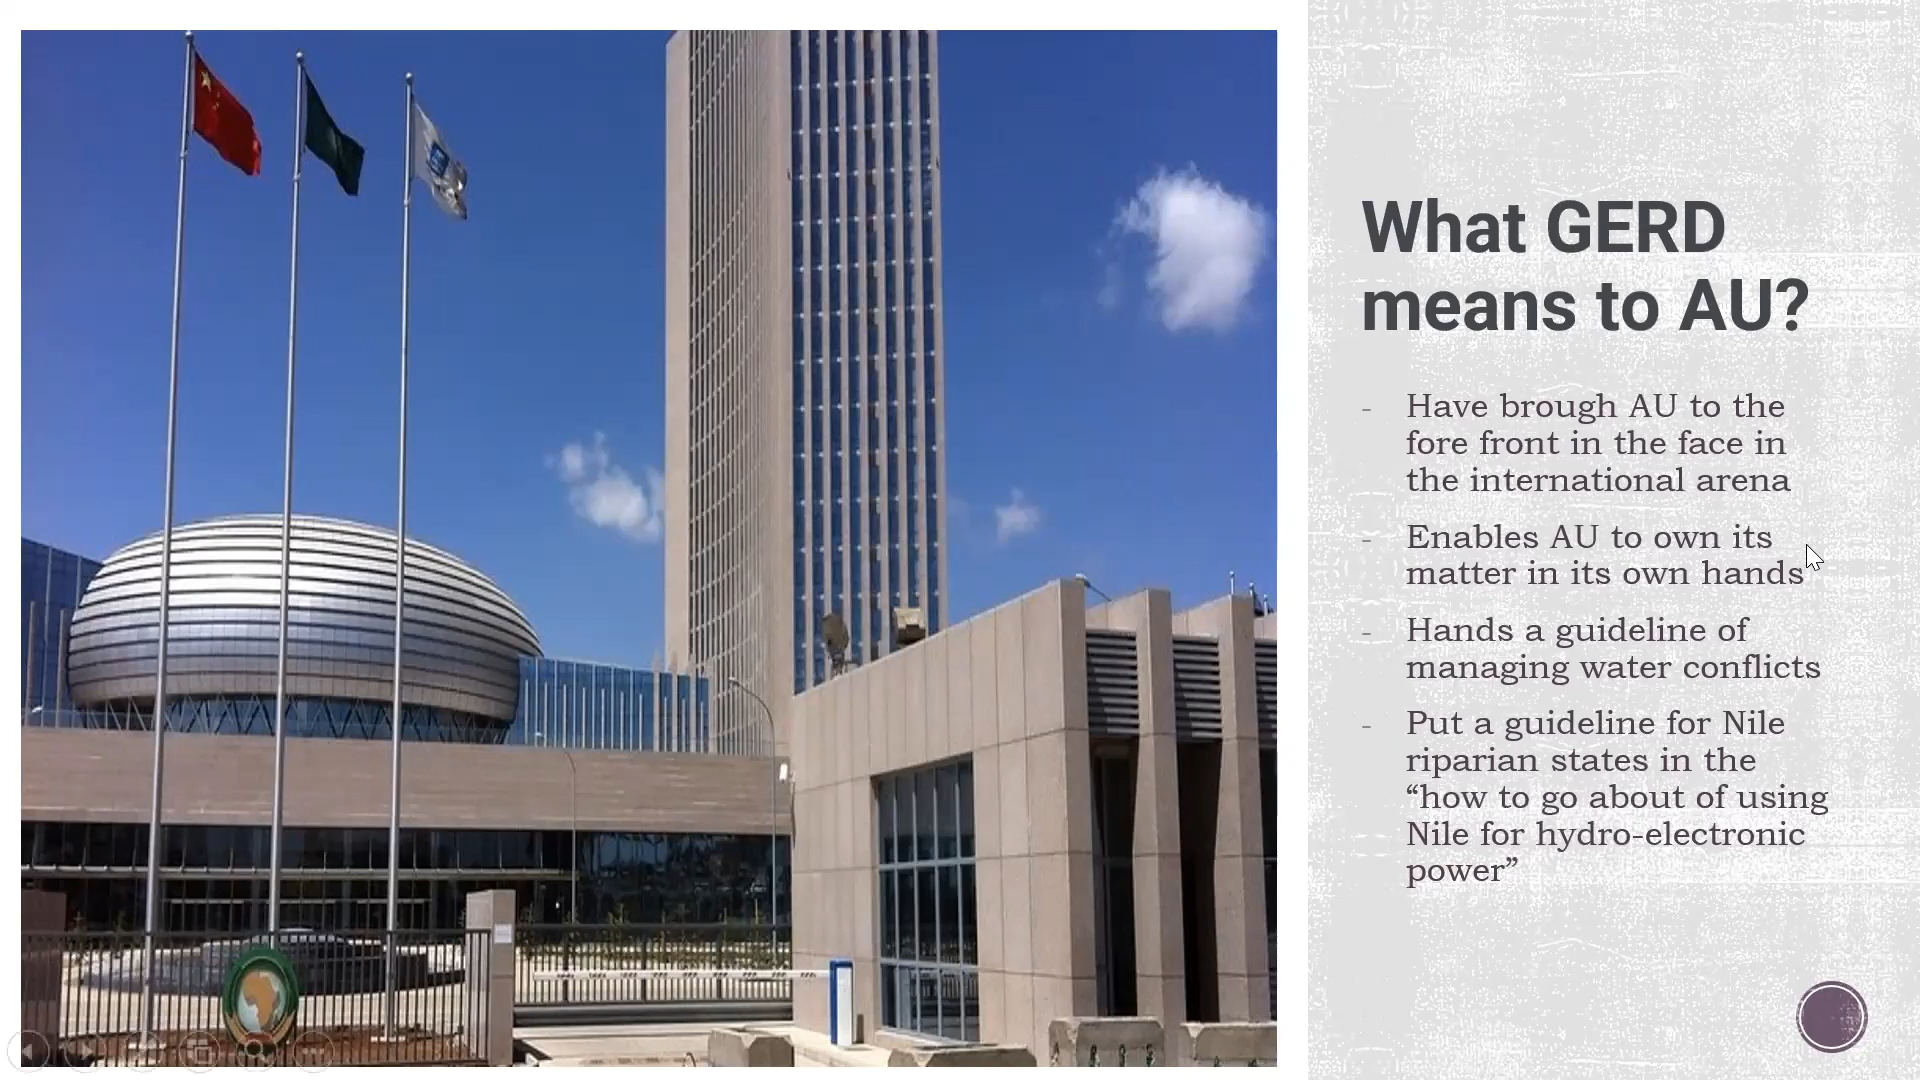 What GERD
means to AU?
- Have brough AU to the
fore front in the face in
the international arena
- Enables AU to own its
matter in its own hands
- Hands a guideline of
managing water conflicts
- Put a guideline for Nile
riparian states in the
“how to go about of using
Nile for hydro-electronic
power”